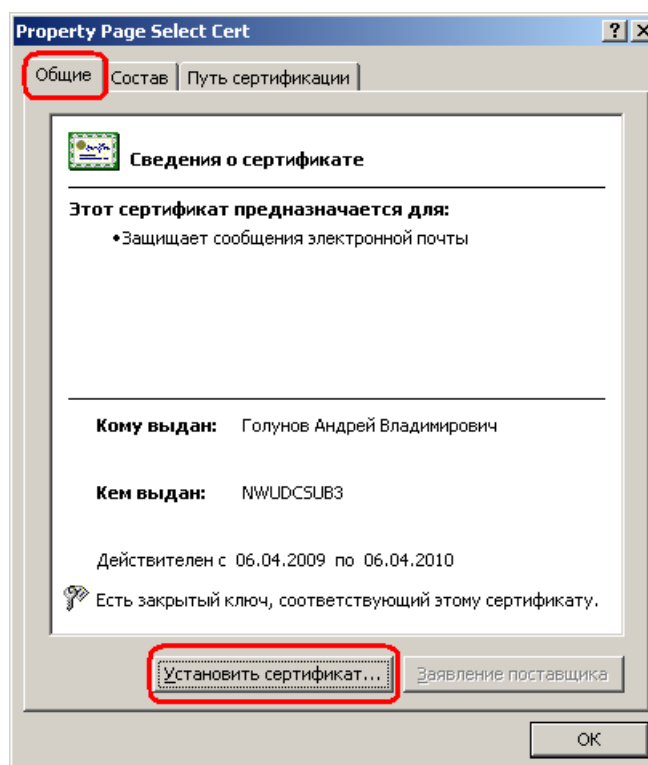 Property Page Select Cert
Общие Состав Путь сертификации
Сведения о сертификате
Этот сертификат предназначается для:
•Защищает сообщения электронной почты
Кому выдан: Голунов Андрей Владимирович
Кем выдан: NWUDCSUB3
Действителен с 06.04.2009 по 06.04.2010
Есть закрытый ключ, соответствующий этому сертификату.
Установить сертификат... Заявление поставщика
ОК